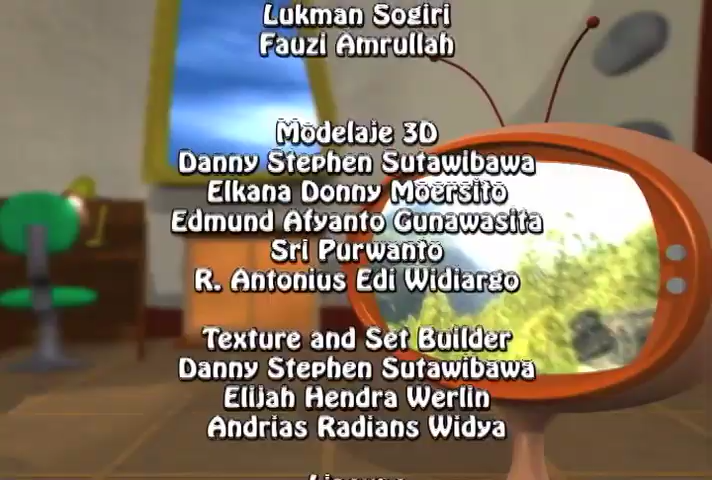 Lukman Sogiri
Fauzi Amrullah
Modelaje 3D
Danny Stephen Sutawibawa
Elkana Donny Moersito
Edmund Afyanto Gunawasita
Sri Purwanto
R. Antonius Edi Widiargo
Texture and Set Builder
Danny Stephen Sutawibawa
Elijah Hendra Werlin
Andrias Radians Widya